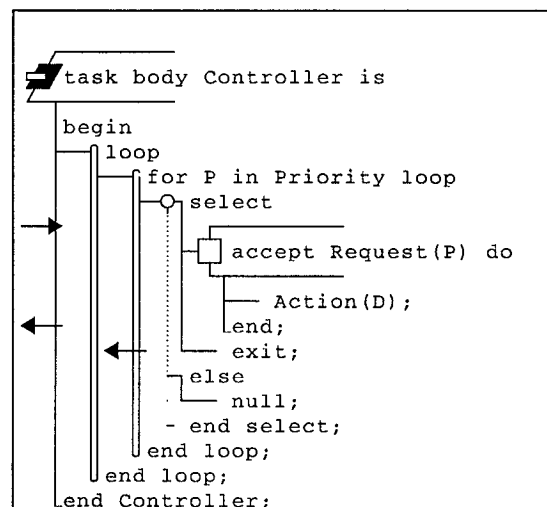 task body Controller is
begin
loop
for P in Priority loop
select
accept Request(P) do
Action(D);
end;
exit;
else
null;
end select;
end loop;
end loop;
end Controller;